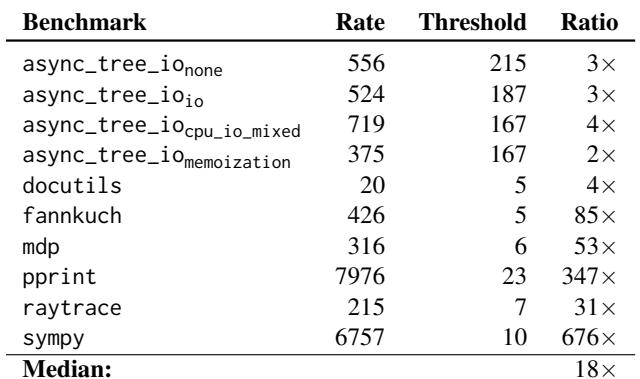 Benchmark Rate Threshold Ratio
async_tree_io_none 556 215 3×
async_tree_io_io 524 187 3×
async_tree_io_cpu_io_mixed 719 167 4×
async_tree_io_memoization 375 167 2×
docutils 20 5 4×
fannkuch 426 5 85×
mdp 316 6 53×
pprint 7976 23 347×
raytrace 215 7 31×
sympy 6757 10 676×
Median: 18×